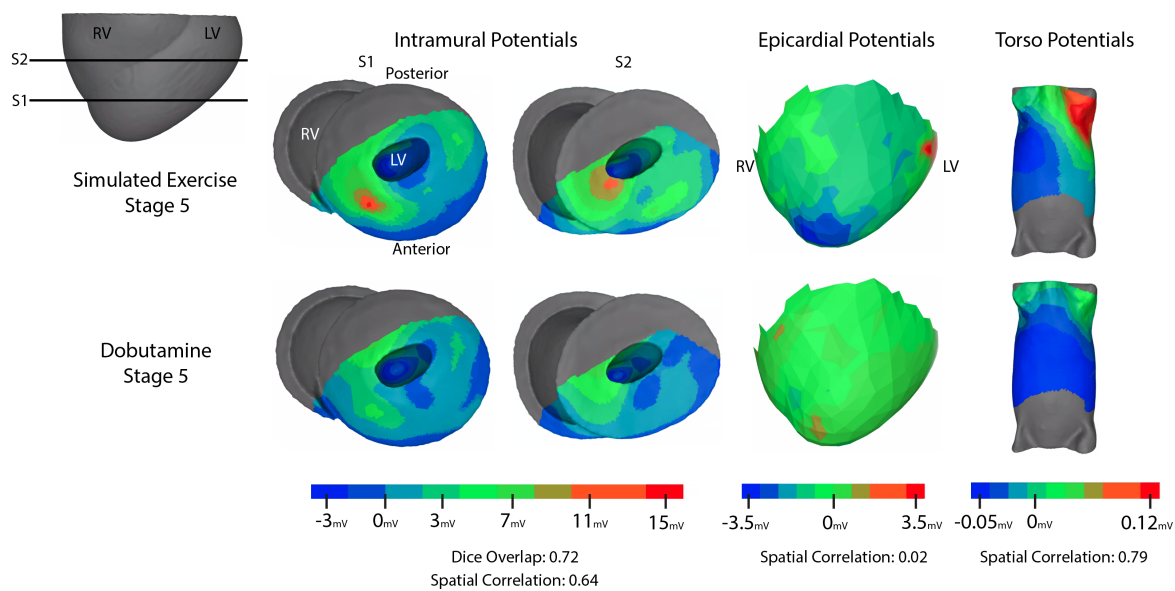 RV
LV
S2
S1
Intramural Potentials
Epicardial Potentials
Torso Potentials
S1
S2
Posterior
RV
LV
Anterior
RV
LV
Simulated Exercise
Stage 5
Dobutamine
Stage 5
-3mV 0mV 3mV 7mV 11mV 15mV
-3.5mV 0mV 3.5mV
-0.05mV 0mV 0.12mV
Dice Overlap: 0.72
Spatial Correlation: 0.64
Spatial Correlation: 0.02
Spatial Correlation: 0.79